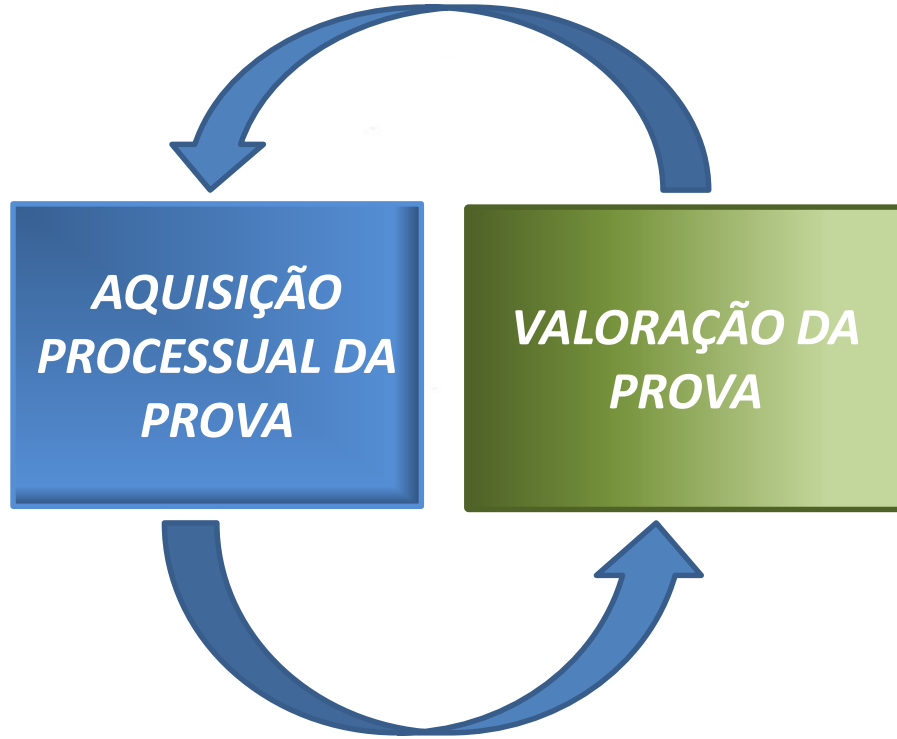 AQUISIÇÃO
PROCESSUAL DA
PROVA
VALORAÇÃO DA
PROVA